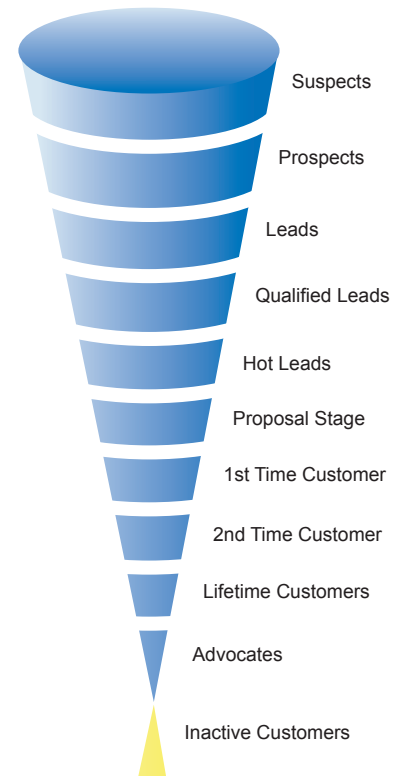 Suspects
Prospects
Leads
Qualified Leads
Hot Leads
Proposal Stage
1st Time Customer
2nd Time Customer
Lifetime Customers
Advocates
Inactive Customers